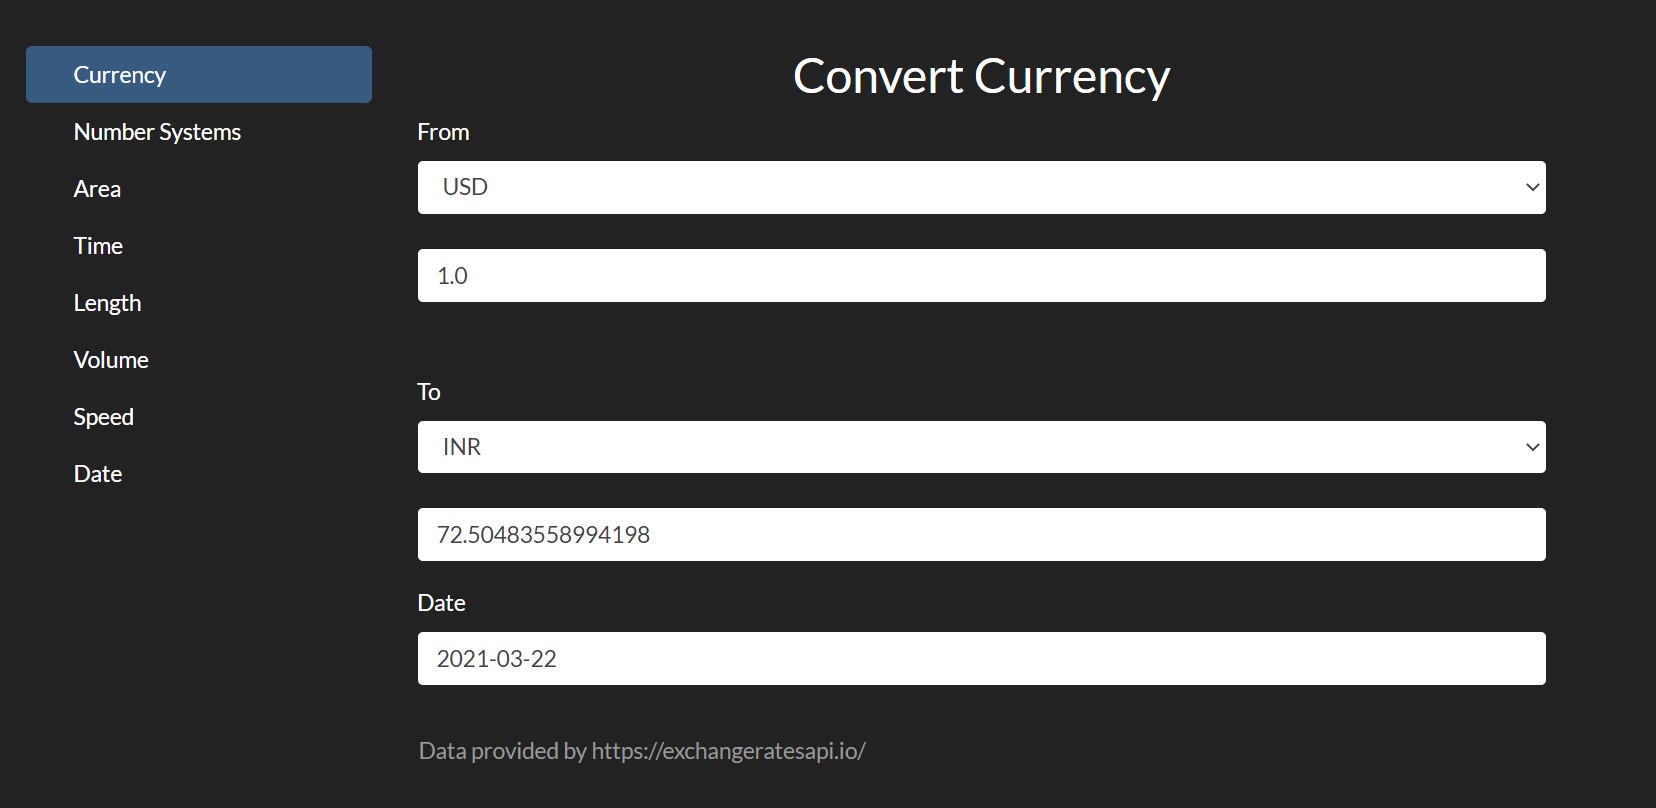 Currency
Number Systems
Area
Time
Length
Volume
Speed
Date
Convert Currency
From
USD
1.0
To
INR
72.50483558994198
Date
2021-03-22
Data provided by https://exchangeratesapi.io/